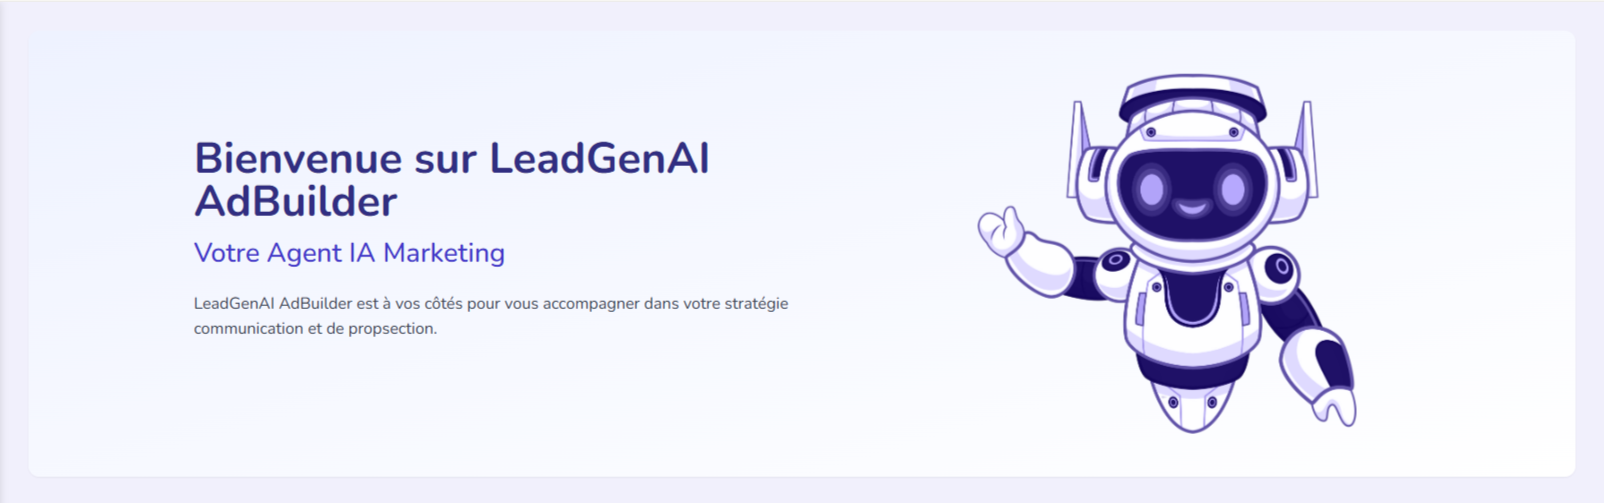 Bienvenue sur LeadGenAI
AdBuilder
Votre Agent IA Marketing
LeadGenAI AdBuilder est à vos côtés pour vous accompagner dans votre stratégie
communication et de propsection.